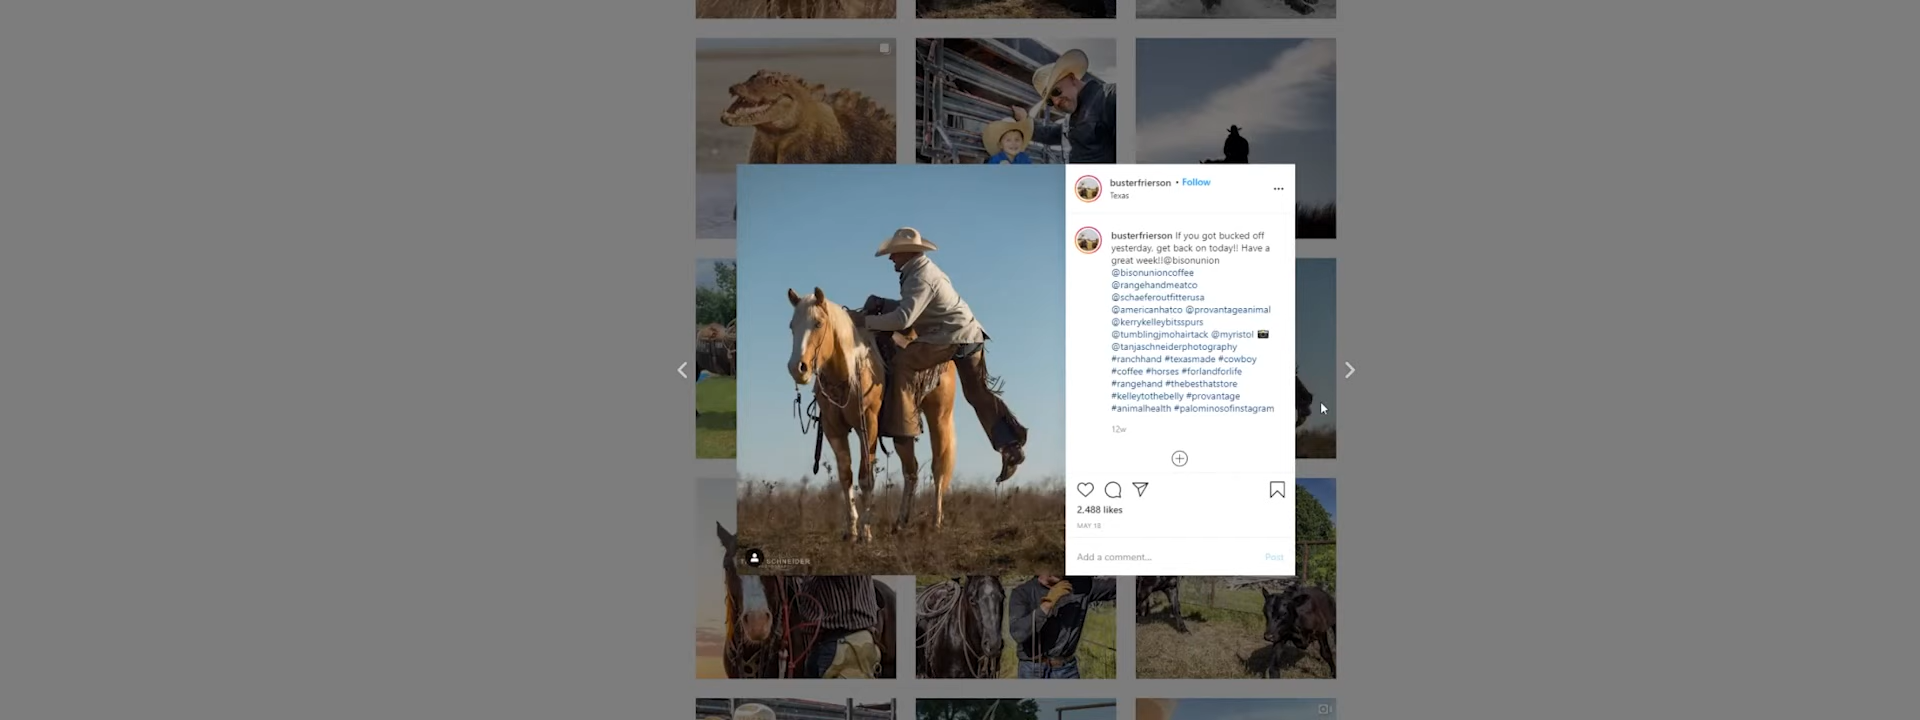 busterfrierson • Follow
Texas
busterfrierson If you got bucked off
yesterday, get back on today!! Have a
great week!!@bisonunion
@bisonunioncoffee
@rangehandmeatco
@schaeferoutfitterusa
@americanhatco @provantageanimal
@kerrykelleybitsspurs
@tumblingjmohairtack @myristol 📷
@tanjaschneiderphotography
#ranchhand #texasmade #cowboy
#coffee #horses #forlandforlife
#rangehand #thebesthatstore
#kelleytothebelly #provantage
#animalhealth #palominosofinstagram
12w
2,488 likes
MAY 18
Add a comment... Post
SCHNEIDER